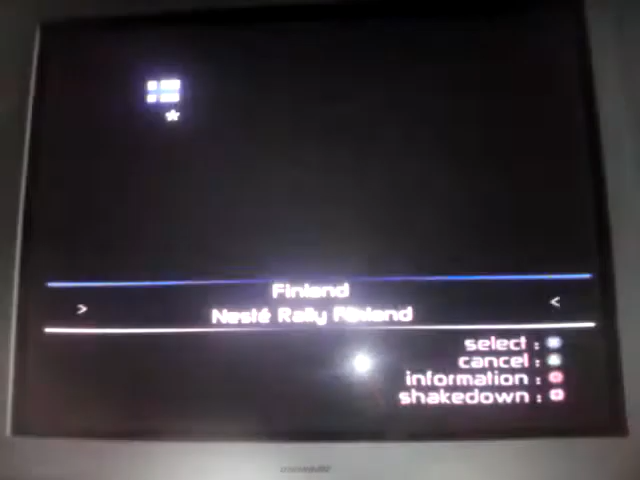 Finland
> <
Nesté Rally Finland
select :
cancel :
information :
shakedown :